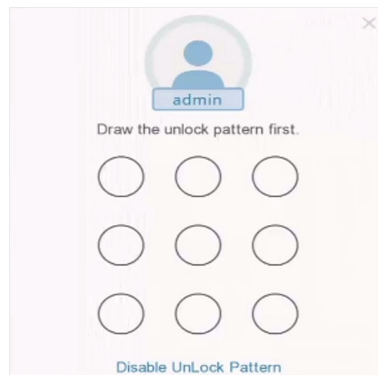 admin
Draw the unlock pattern first.
Disable UnLock Pattern